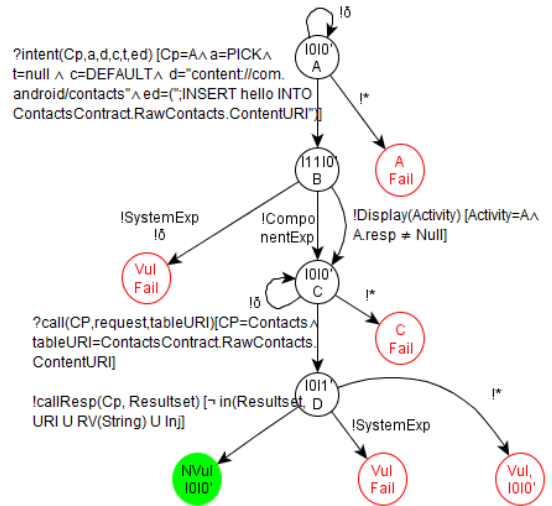 !δ
l0l0'
A
?intent(Cp,a,d,c,t,ed) [Cp=A∧ a=PICK∧
t=null ∧ c=DEFAULT∧ d="content://com.
android/contacts"∧ ed=(";INSERT hello INTO
ContactsContract.RawContacts.ContentURI")]
!*
A
Fail
l11l0'
B
!SystemExp
!δ
!Compo
nentExp
!Display(Activity) [Activity=A∧
A.resp ≠ Null]
Vul
Fail
l0l0'
C
!δ
!*
C
Fail
?call(CP,request,tableURI)[CP=Contacts∧
tableURI=ContactsContract.RawContacts.
ContentURI]
l0l1'
D
!callResp(Cp, Resultset) [¬ in(Resultset,
URI U RV(String) U Inj]
!SystemExp
!*
NVul
l0l0'
Vul
Fail
Vul,
l0l0'